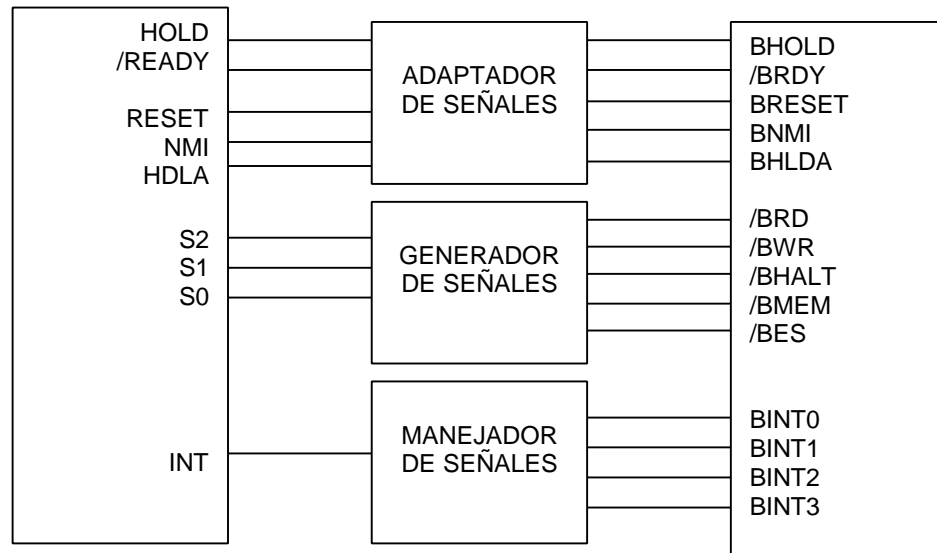 HOLD
/READY
RESET
NMI
HDLA
S2
S1
S0
INT
ADAPTADOR
DE SEÑALES
GENERADOR
DE SEÑALES
MANEJADOR
DE SEÑALES
BHOLD
/BRDY
BRESET
BNMI
BHLDA
/BRD
/BWR
/BHALT
/BMEM
/BES
BINT0
BINT1
BINT2
BINT3